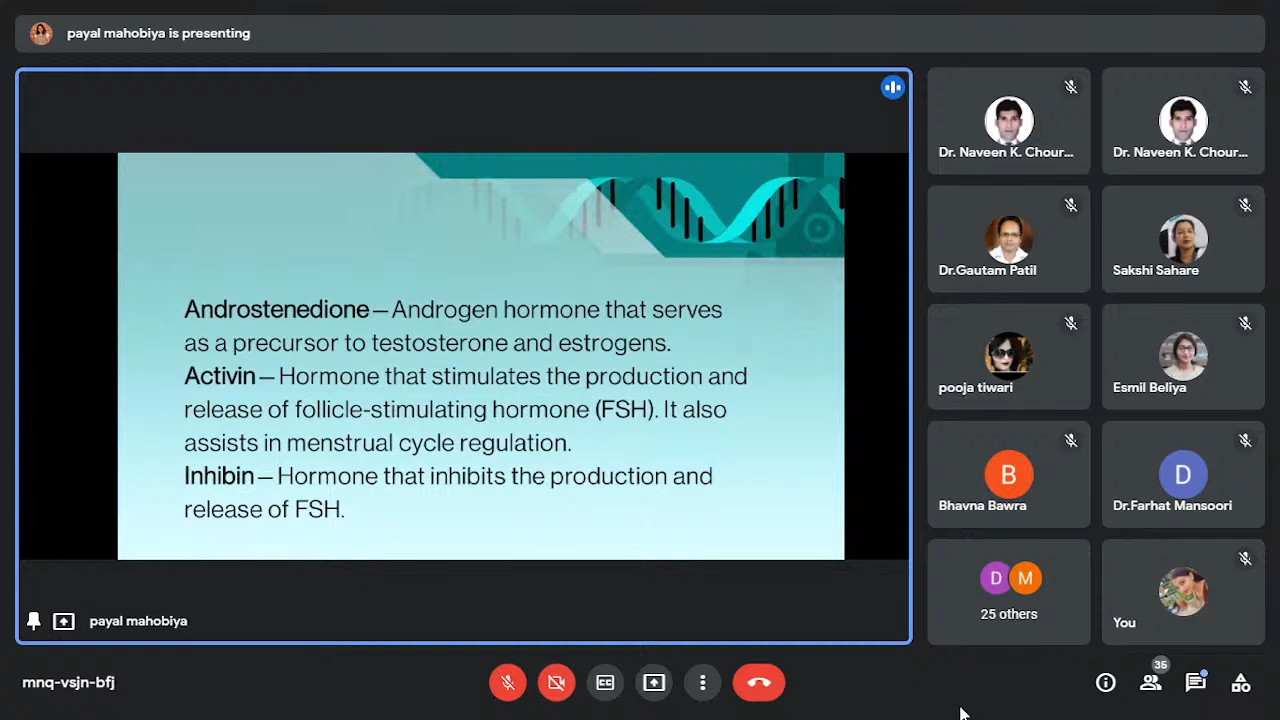 payal mahobiya is presenting
Androstenedione – Androgen hormone that serves
as a precursor to testosterone and estrogens.
Activin – Hormone that stimulates the production and
release of follicle-stimulating hormone (FSH). It also
assists in menstrual cycle regulation.
Inhibin – Hormone that inhibits the production and
release of FSH.
payal mahobiya
Dr. Naveen K. Chour...
Dr. Naveen K. Chour...
Dr.Gautam Patil
Sakshi Sahare
pooja tiwari
Esmil Beliya
B
Bhavna Bawra
D
Dr.Farhat Mansoori
D M
25 others
You
mnq-vsjn-bfj
CC
35